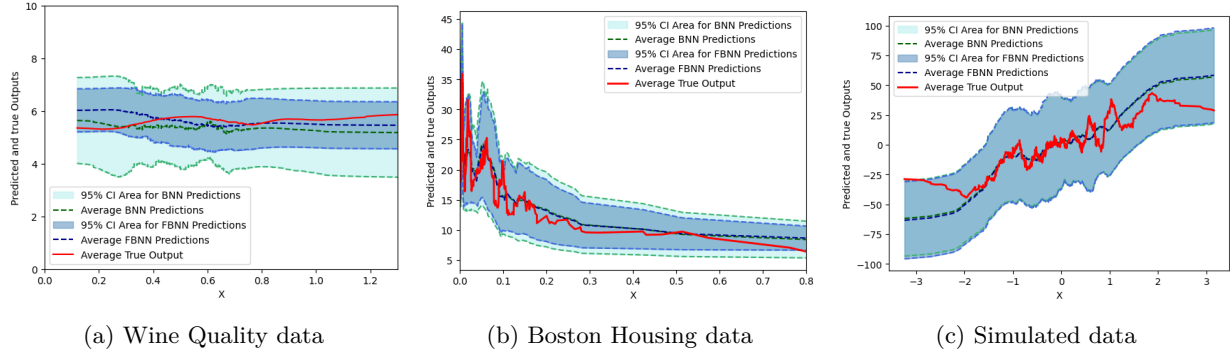 10
8
6
4
2
0
Predicted and true Outputs
0.0
0.2
0.4
0.6
0.8
1.0
1.2
X
95% CI Area for BNN Predictions
Average BNN Predictions
95% CI Area for FBNN Predictions
Average FBNN Predictions
Average True Output
(a) Wine Quality data
45
40
35
30
25
20
15
10
5
Predicted and true Outputs
0.0
0.1
0.2
0.3
0.4
0.5
0.6
0.7
0.8
X
95% CI Area for BNN Predictions
Average BNN Predictions
95% CI Area for FBNN Predictions
Average FBNN Predictions
Average True Output
(b) Boston Housing data
100
75
50
25
0
−25
−50
−75
−100
Predicted and true Outputs
−3
−2
−1
0
1
2
3
X
95% CI Area for BNN Predictions
Average BNN Predictions
95% CI Area for FBNN Predictions
Average FBNN Predictions
Average True Output
(c) Simulated data